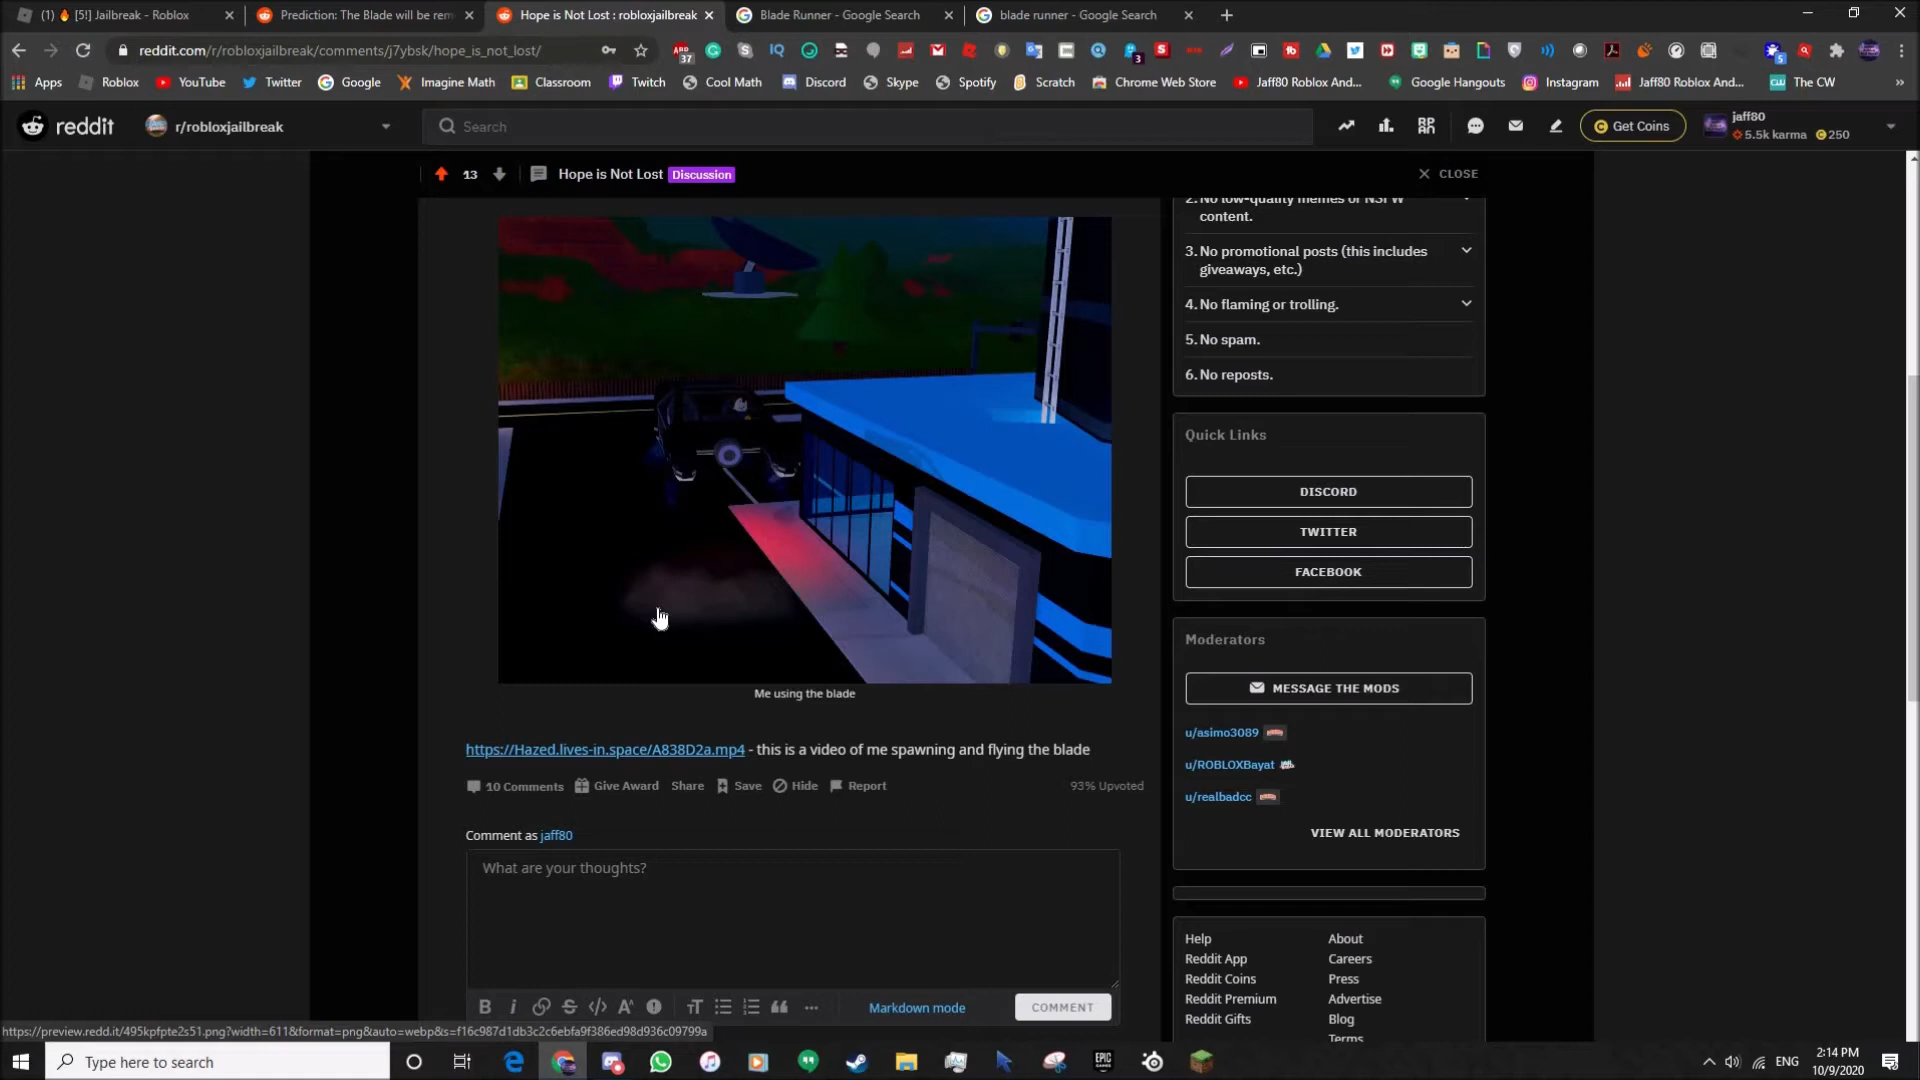 (1) 🔥 [5!] Jailbreak - Roblox
Prediction: The Blade will be rem
Hope is Not Lost : robloxjailbreak
Blade Runner - Google Search
blade runner - Google Search
reddit.com/r/robloxjailbreak/comments/j7ybsk/hope_is_not_lost/
Apps Roblox YouTube Twitter Google Imagine Math Classroom Twitch Cool Math Discord Skype Spotify Scratch Chrome Web Store Jaff80 Roblox And... Google Hangouts Instagram Jaff80 Roblox And... The CW
reddit r/robloxjailbreak Search Get Coins
jaff80
5.5k karma 250
13 Hope is Not Lost Discussion CLOSE
2. No low-quality memes or NSFW
content.
3. No promotional posts (this includes
giveaways, etc.)
4. No flaming or trolling.
5. No spam.
6. No reposts.
Quick Links
DISCORD
TWITTER
FACEBOOK
Moderators
MESSAGE THE MODS
u/asimo3089
u/ROBLOXBayat
u/realbadcc
VIEW ALL MODERATORS
Me using the blade
https://Hazed.lives-in.space/A838D2a.mp4 - this is a video of me spawning and flying the blade
10 Comments Give Award Share Save Hide Report 93% Upvoted
Comment as jaff80
What are your thoughts?
Markdown mode COMMENT
Help About
Reddit App Careers
Reddit Coins Press
Reddit Premium Advertise
Reddit Gifts Blog
Terms
https://preview.redd.it/495kpfpte2s51.png?width=611&format=png&auto=webp&s=f16c987d1db3c2c6ebfa9f386ed98d936c09799a
Type here to search
ENG
2:14 PM
10/9/2020